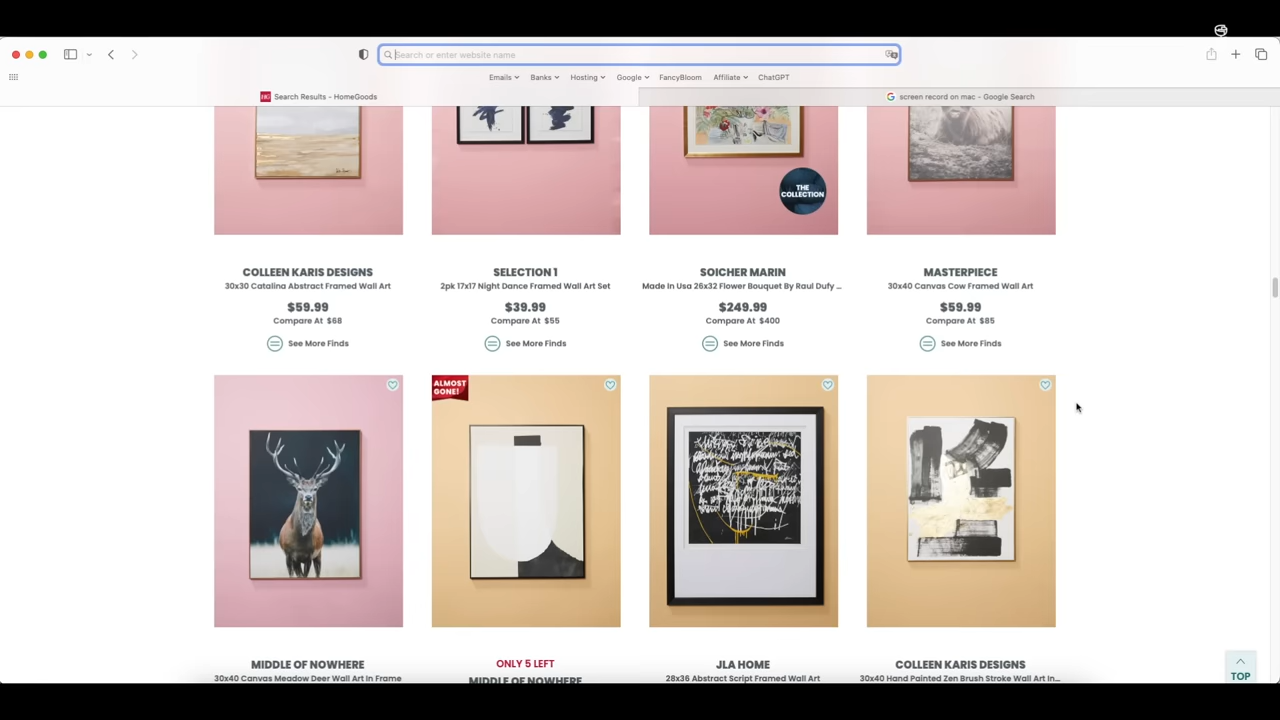 Search or enter website name
Emails Banks Hosting Google FancyBloom Affiliate ChatGPT
HG Search Results – HomeGoods
screen record on mac - Google Search
THE COLLECTION
COLLEEN KARIS DESIGNS
30x30 Catalina Abstract Framed Wall Art
$59.99
Compare At $68
See More Finds
SELECTION 1
2pk 17x17 Night Dance Framed Wall Art Set
$39.99
Compare At $55
See More Finds
SOICHER MARIN
Made In Usa 26x32 Flower Bouquet By Raul Dufy ...
$249.99
Compare At $400
See More Finds
MASTERPIECE
30x40 Canvas Cow Framed Wall Art
$59.99
Compare At $85
See More Finds
ALMOST
GONE!
MIDDLE OF NOWHERE
30x40 Canvas Meadow Deer Wall Art In Frame
ONLY 5 LEFT
MIDDLE OF NOWHERE
JLA HOME
28x36 Abstract Script Framed Wall Art
COLLEEN KARIS DESIGNS
30x40 Hand Painted Zen Brush Stroke Wall Art In...
TOP